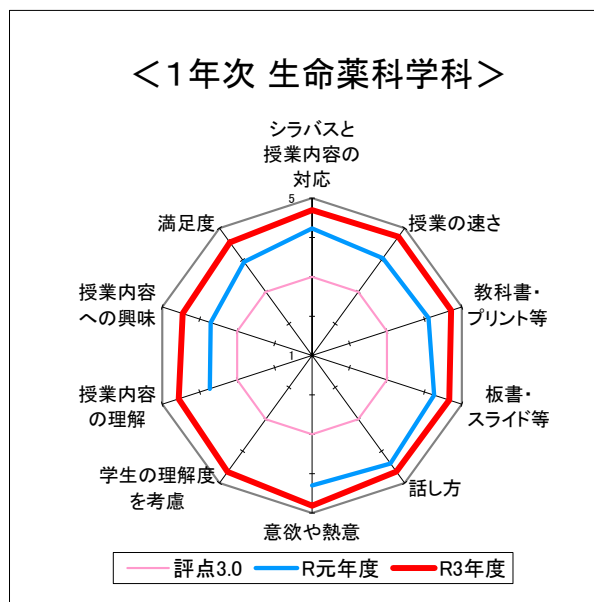 ＜１年次 生命薬科学科＞
シラバスと
授業内容の
対応
5
授業の速さ
教科書・
プリント等
板書・
スライド等
話し方
意欲や熱意
学生の理解度
を考慮
授業内容
の理解
授業内容
への興味
満足度
1
評点3.0
R元年度
R3年度